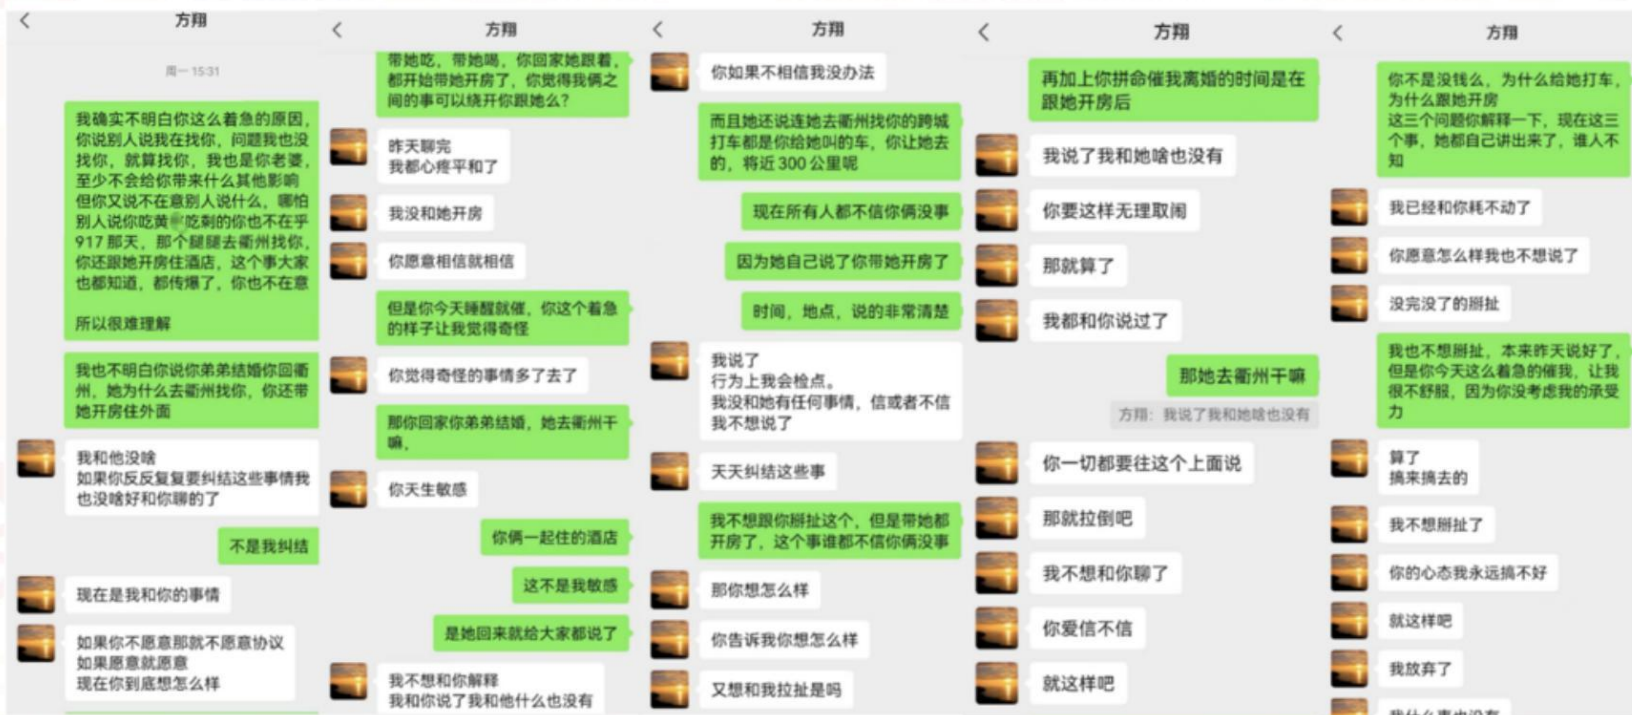 方翔
周一 15:31
我确实不明白你这么着急的原因，
你说别人说我在找你，问题我也没
找你，就算找你，我也是你老婆，
至少不会给你带来什么其他影响
但你又说不在意别人说什么，哪怕
别人说你吃黄 吃剩的你也不在乎
917 那天，那个腿腿去衢州找你，
你还跟她开房住酒店，这个事大家
也都知道，都传爆了，你也不在意
所以很难理解
我也不明白你说你弟弟结婚你回衢
州，她为什么去衢州找你，你还带
她开房住外面
我和他没啥
如果你反反复复要纠结这些事情我
也没啥好和你聊的了
不是我纠结
现在是我和你的事情
如果你不愿意那就不愿意协议
如果愿意就愿意
现在你到底想怎么样
方翔
带她吃，带她喝，你回家她跟着，
都开始带她开房了，你觉得我俩之
间的事可以绕开你跟她么？
昨天聊完
我都心疼平和了
我没和她开房
你愿意相信就相信
但是你今天睡醒就催，你这个着急
的样子让我觉得奇怪
你觉得奇怪的事情多了去了
那你回家你弟弟结婚，她去衢州干
嘛，
你天生敏感
你俩一起住的酒店
这不是我敏感
是她回来就给大家都说了
我不想和你解释
我和你说了我和他什么也没有
方翔
你如果不相信我没办法
而且她还说连她去衢州找你的跨城
打车都是你给她叫的车，你让她去
的，将近 300 公里呢
现在所有人都不信你俩没事
因为她自己说了你带她开房了
时间，地点，说的非常清楚
我说了
行为上我会检点。
我没和她有任何事情，信或者不信
我不想说了
天天纠结这些事
我不想跟你掰扯这个，但是带她都
开房了，这个事谁都不信你俩没事
那你想怎么样
你告诉我你想怎么样
又想和我拉扯是吗
方翔
再加上你拼命催我离婚的时间是在
跟她开房后
我说了我和她啥也没有
你要这样无理取闹
那就算了
我都和你说过了
那她去衢州干嘛
方翔：我说了我和她啥也没有
你一切都要往这个上面说
那就拉倒吧
我不想和你聊了
你爱信不信
就这样吧
方翔
你不是没钱么，为什么给她打车，
为什么跟她开房
这三个问题你解释一下，现在这三
个事，她都自己讲出来了，谁人不
知
我已经和你耗不动了
你愿意怎么样我也不想说了
没完没了的掰扯
我也不想掰扯，本来昨天说好了，
但是你今天这么着急的催我，让我
很不舒服，因为你没考虑我的承受
力
算了
搞来搞去的
我不想掰扯了
你的心态我永远搞不好
就这样吧
我放弃了